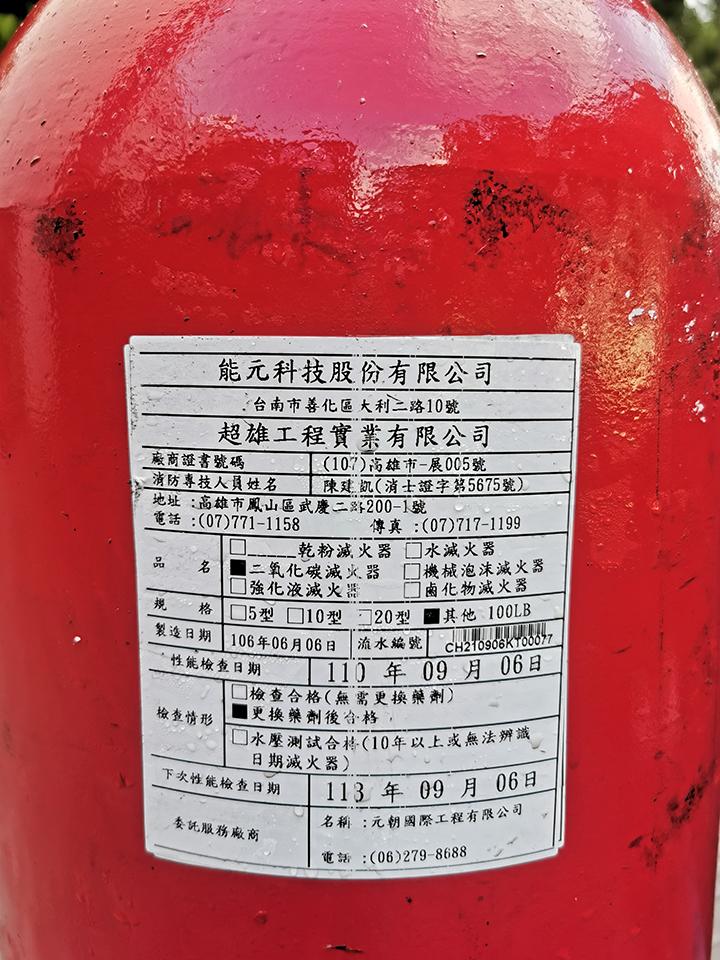 能元科技股份有限公司
台南市善化區大利二路10號
超雄工程實業有限公司
廠商證書號碼 (107)高雄市-展005號
消防專技人員姓名 陳建凱(消士證字第5675號)
地址:高雄市鳳山區武慶二路200-1號
電話:(07)771-1158 傳真:(07)717-1199
品名
□______乾粉滅火器 □水滅火器
■二氧化碳滅火器 □機械泡沫滅火器
□強化液滅火器 □鹵化物滅火器
規格 □5型 □10型 □20型 ■其他 100LB
製造日期 106年06月06日 流水編號 CH210906KT00077
性能檢查日期 110 年 09 月 06日
檢查情形
□檢查合格(無需更換藥劑)
■更換藥劑後合格
□水壓測試合格(10年以上或無法辨識
日期滅火器)
下次性能檢查日期 113 年 09 月 06日
委託服務廠商
名稱:元朝國際工程有限公司
電話:(06)279-8688